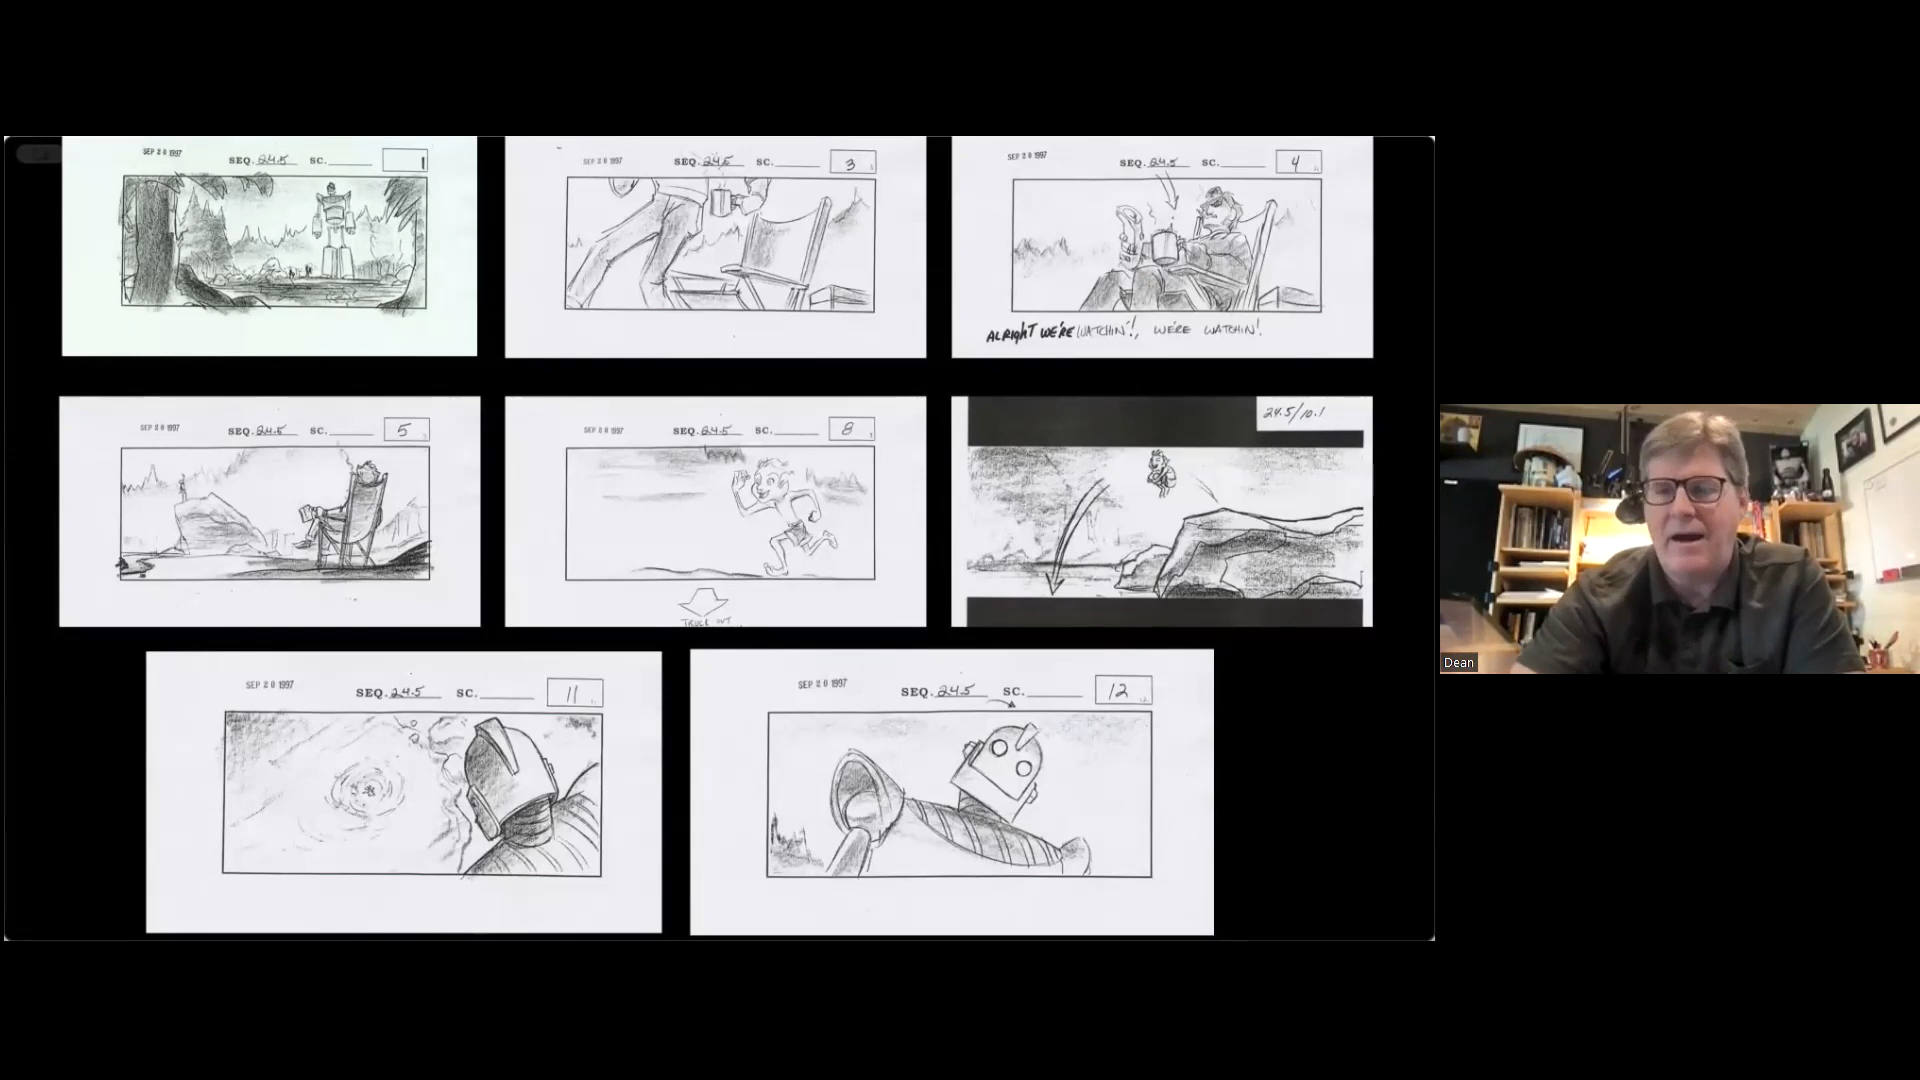 SEP 20 1997 SEQ. 24.5 SC. 1
SEP 20 1997 SEQ. 24.5 SC. 3
SEP 20 1997 SEQ. 24.5 SC. 4
ALRIGHT WE'RE WATCHIN'!, WE'RE WATCHIN'!
SEP 20 1997 SEQ. 24.5 SC. 5
SEP 20 1997 SEQ. 24.5 SC. 8
TRUCK OUT
24.5/10.1
SEP 20 1997 SEQ. 24.5 SC. 11
SEP 20 1997 SEQ. 24.5 SC. 12
Dean